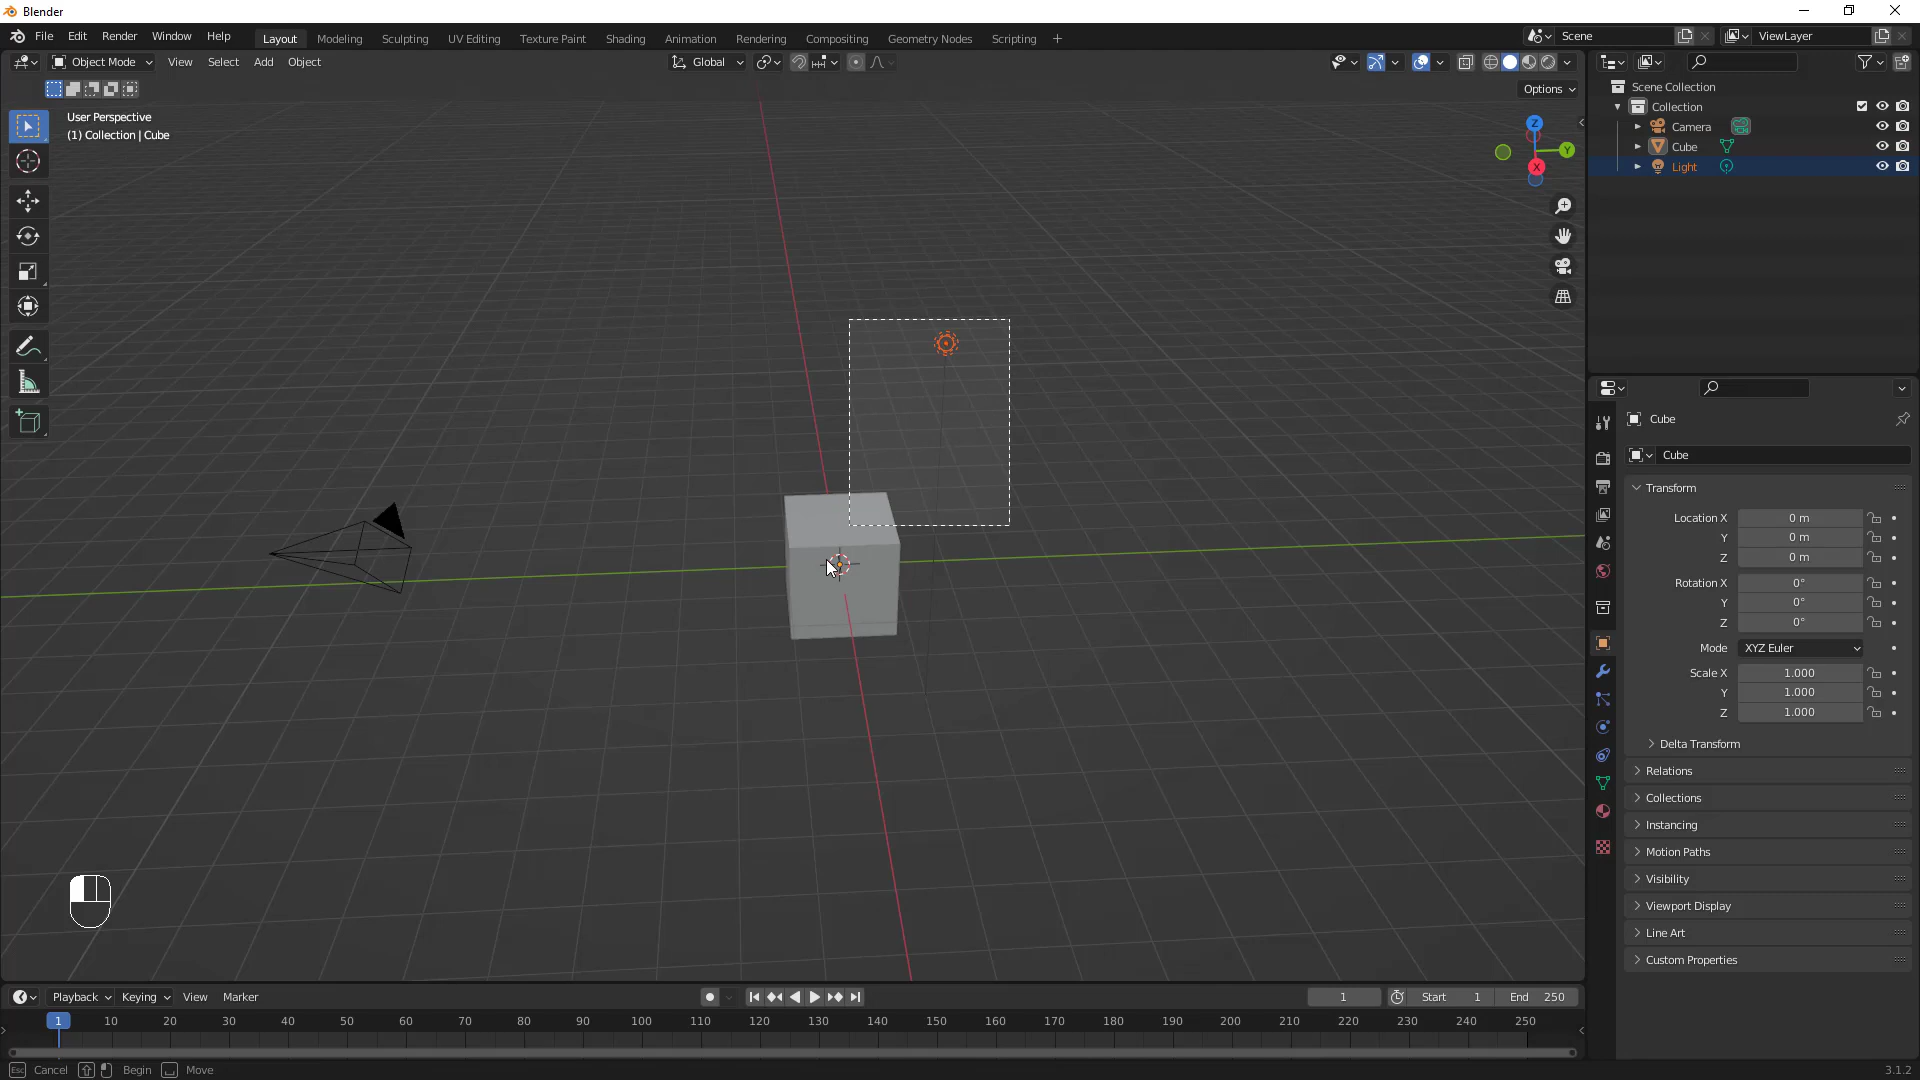 Blender
File Edit Render Window Help
Layout Modeling Sculpting UV Editing Texture Paint Shading Animation Rendering Compositing Geometry Nodes Scripting +
Scene
ViewLayer
Object Mode View Select Add Object
Global
Options
User Perspective
(1) Collection | Cube
Z
Y
X
Scene Collection
Collection
Camera
Cube
Light
Cube
Cube
Transform
Location X 0 m
Y 0 m
Z 0 m
Rotation X 0°
Y 0°
Z 0°
Mode XYZ Euler
Scale X 1.000
Y 1.000
Z 1.000
Delta Transform
Relations
Collections
Instancing
Motion Paths
Visibility
Viewport Display
Line Art
Custom Properties
Playback Keying View Marker
1 Start 1 End 250
1 10 20 30 40 50 60 70 80 90 100 110 120 130 140 150 160 170 180 190 200 210 220 230 240 250
Esc Cancel Begin Move 3.1.2